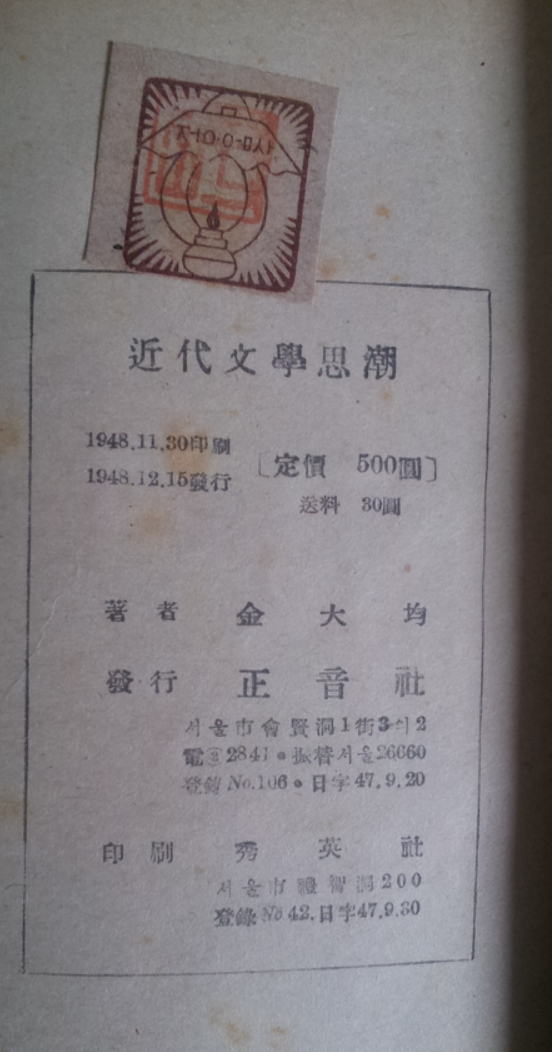 近代文學思潮
1948.11.30印刷
1948.12.15發行
〔定價 500圓〕
送料 30圓
著者 金大均
發行 正音社
서울市會賢洞1街3의2
電②2841·振替서울26660
登錄No.106·日字47.9.20
印刷 秀英社
서울市禮智洞200
登錄No.42.日字47.9.30